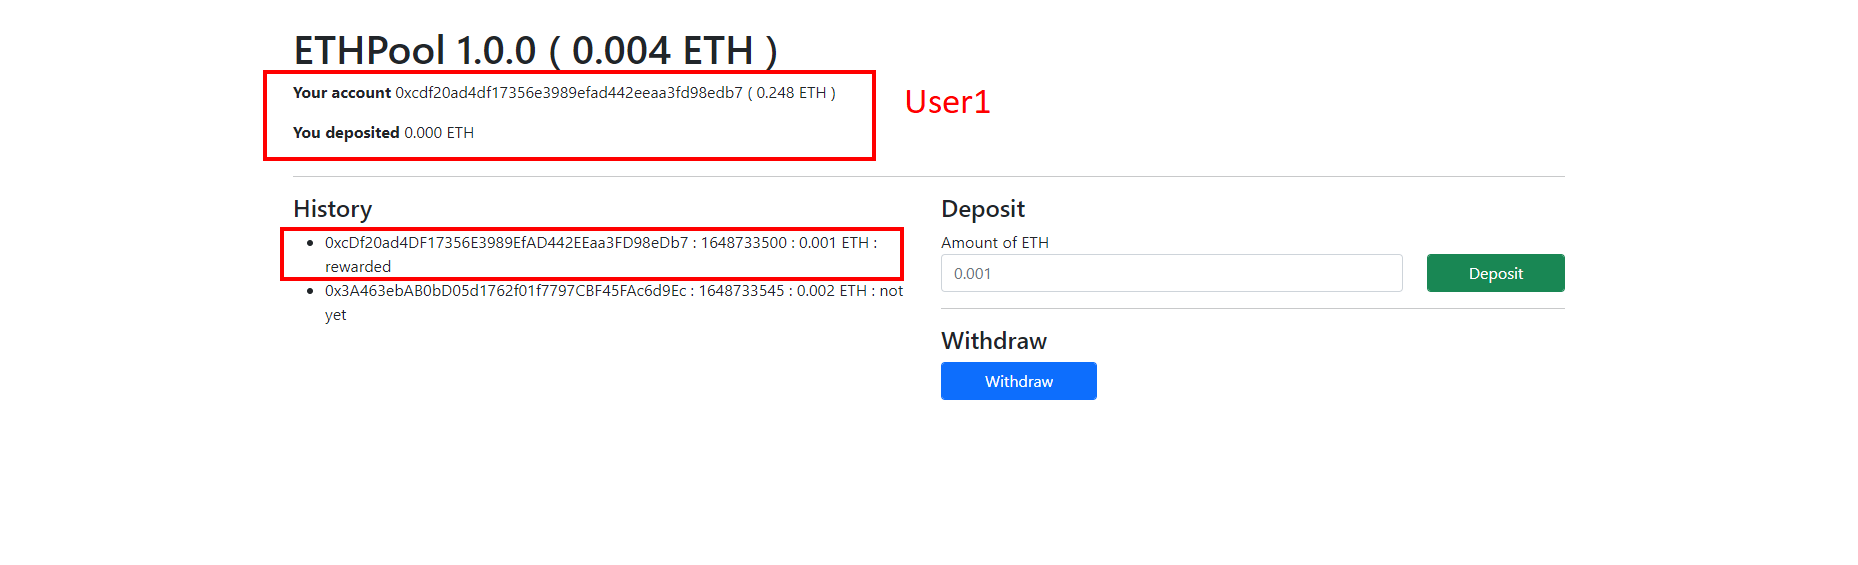 ETHPool 1.0.0 ( 0.004 ETH )
Your account 0xcdf20ad4df17356e3989efad442eeaa3fd98edb7 ( 0.248 ETH )
User1
You deposited 0.000 ETH
History
0xcDf20ad4DF17356E3989EfAD442EEaa3FD98eDb7 : 1648733500 : 0.001 ETH :
rewarded
0x3A463ebAB0bD05d1762f01f7797CBF45FAc6d9Ec : 1648733545 : 0.002 ETH : not
yet
Deposit
Amount of ETH
0.001
Deposit
Withdraw
Withdraw